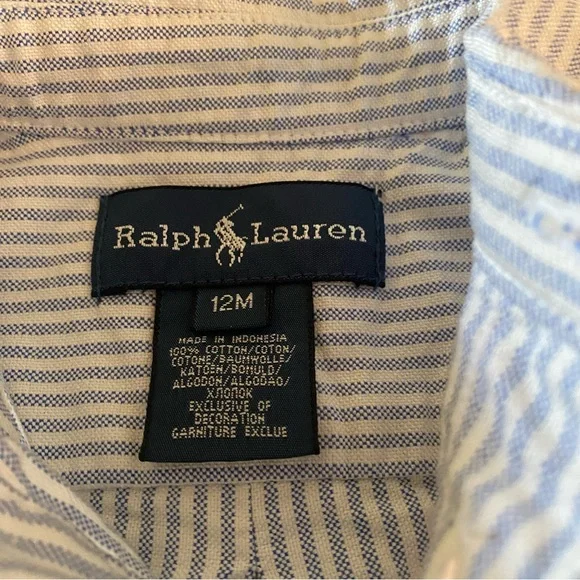 Ralph Lauren
12M
MADE IN INDONESIA
100% COTTON/COTON/
COTONE/BAUMWOLLE/
KATOEN/BOMULD/
ALGODON/ALGODAO/
ХЛОПОК
EXCLUSIVE OF
DECORATION
GARNITURE EXCLUE